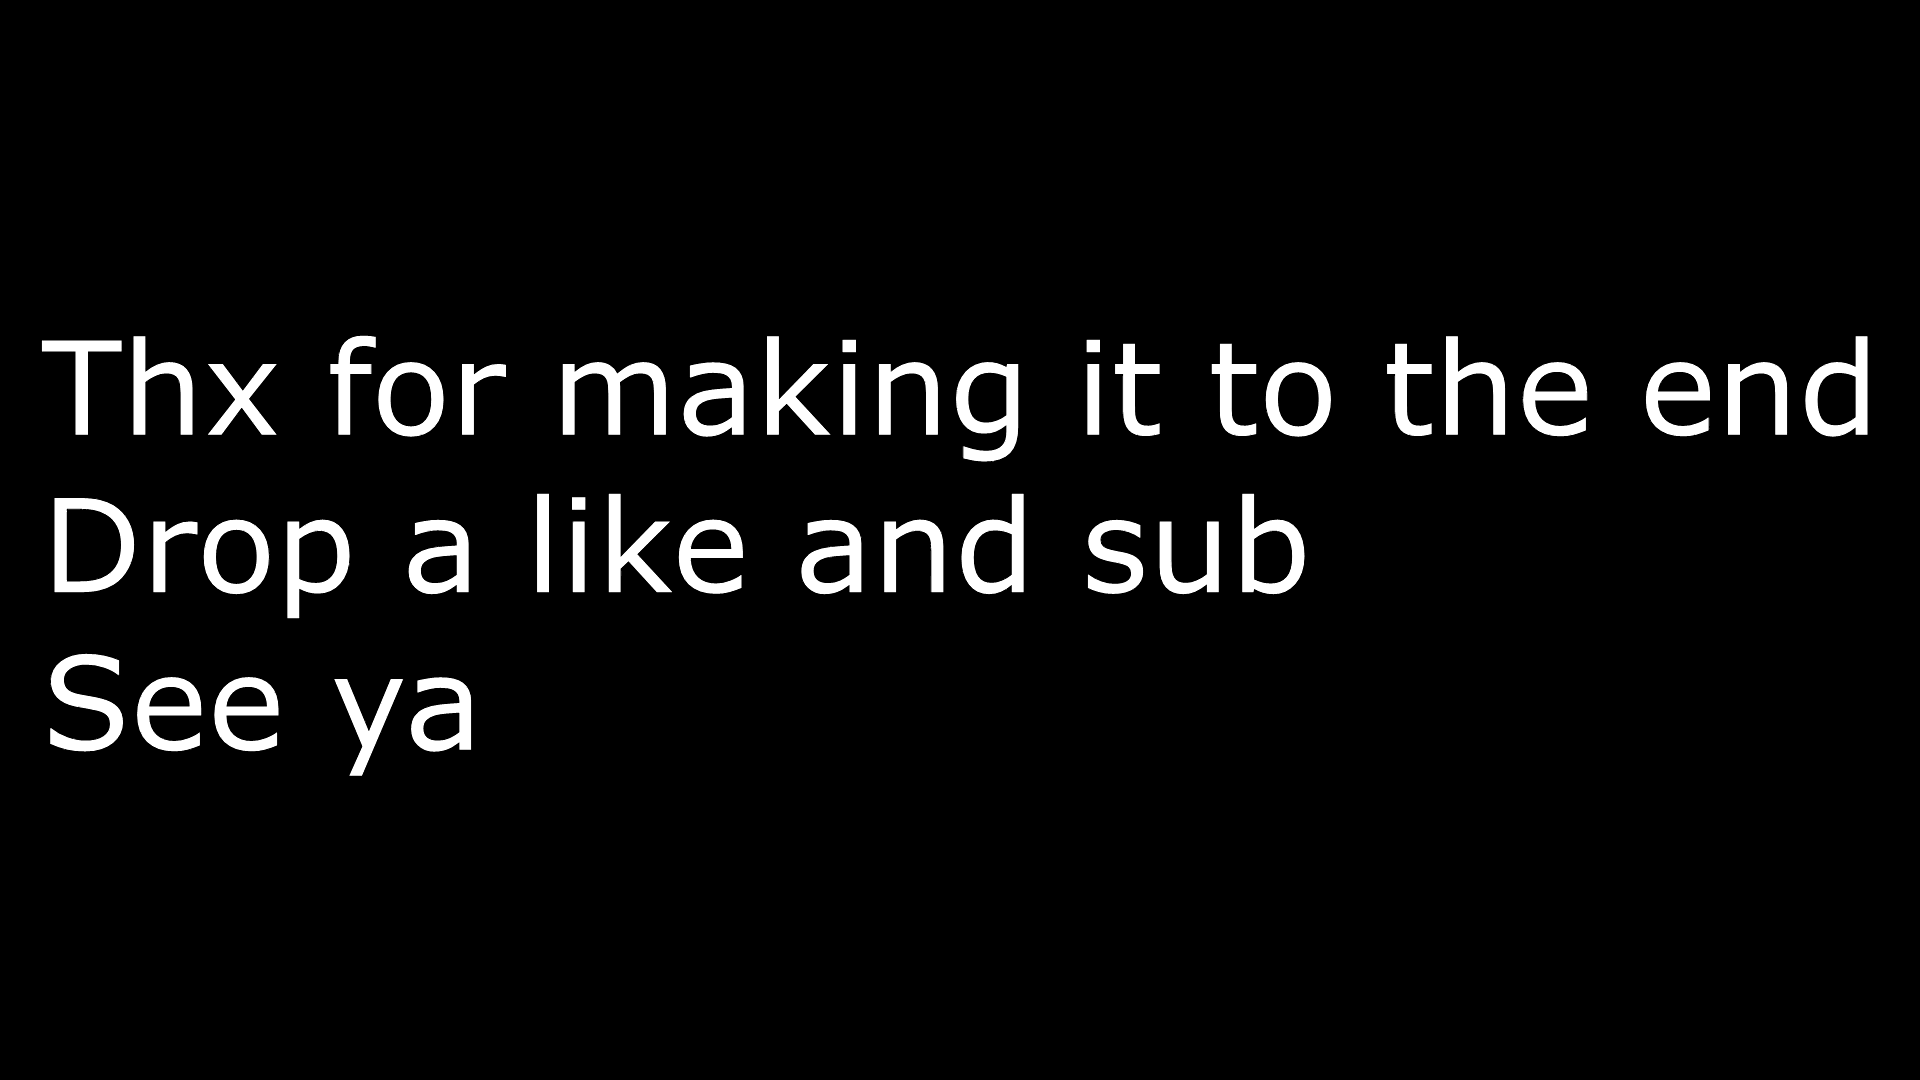 Thx for making it to the end
Drop a like and sub
See ya